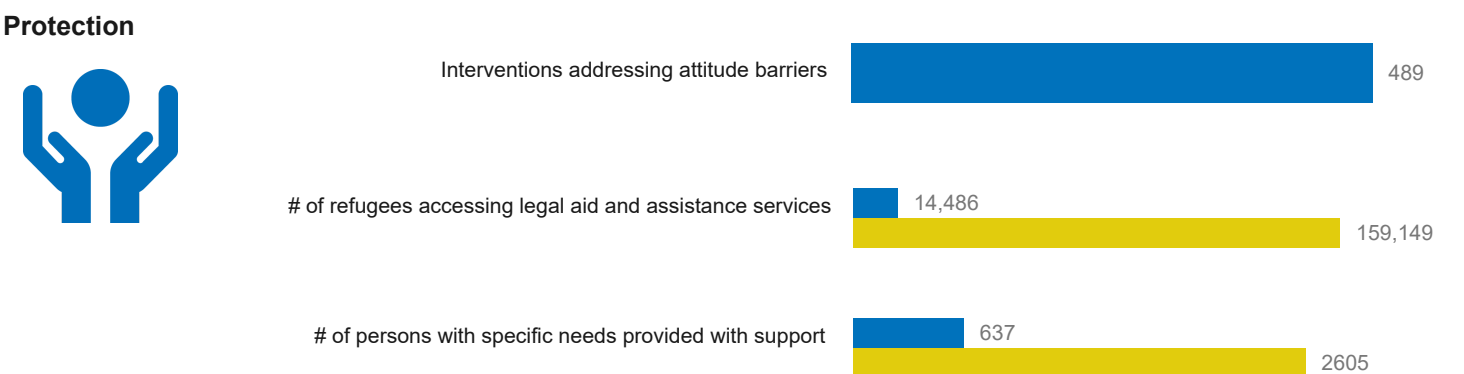 Protection
Interventions addressing attitude barriers 489
# of refugees accessing legal aid and assistance services 14,486
159,149
# of persons with specific needs provided with support 637
2605